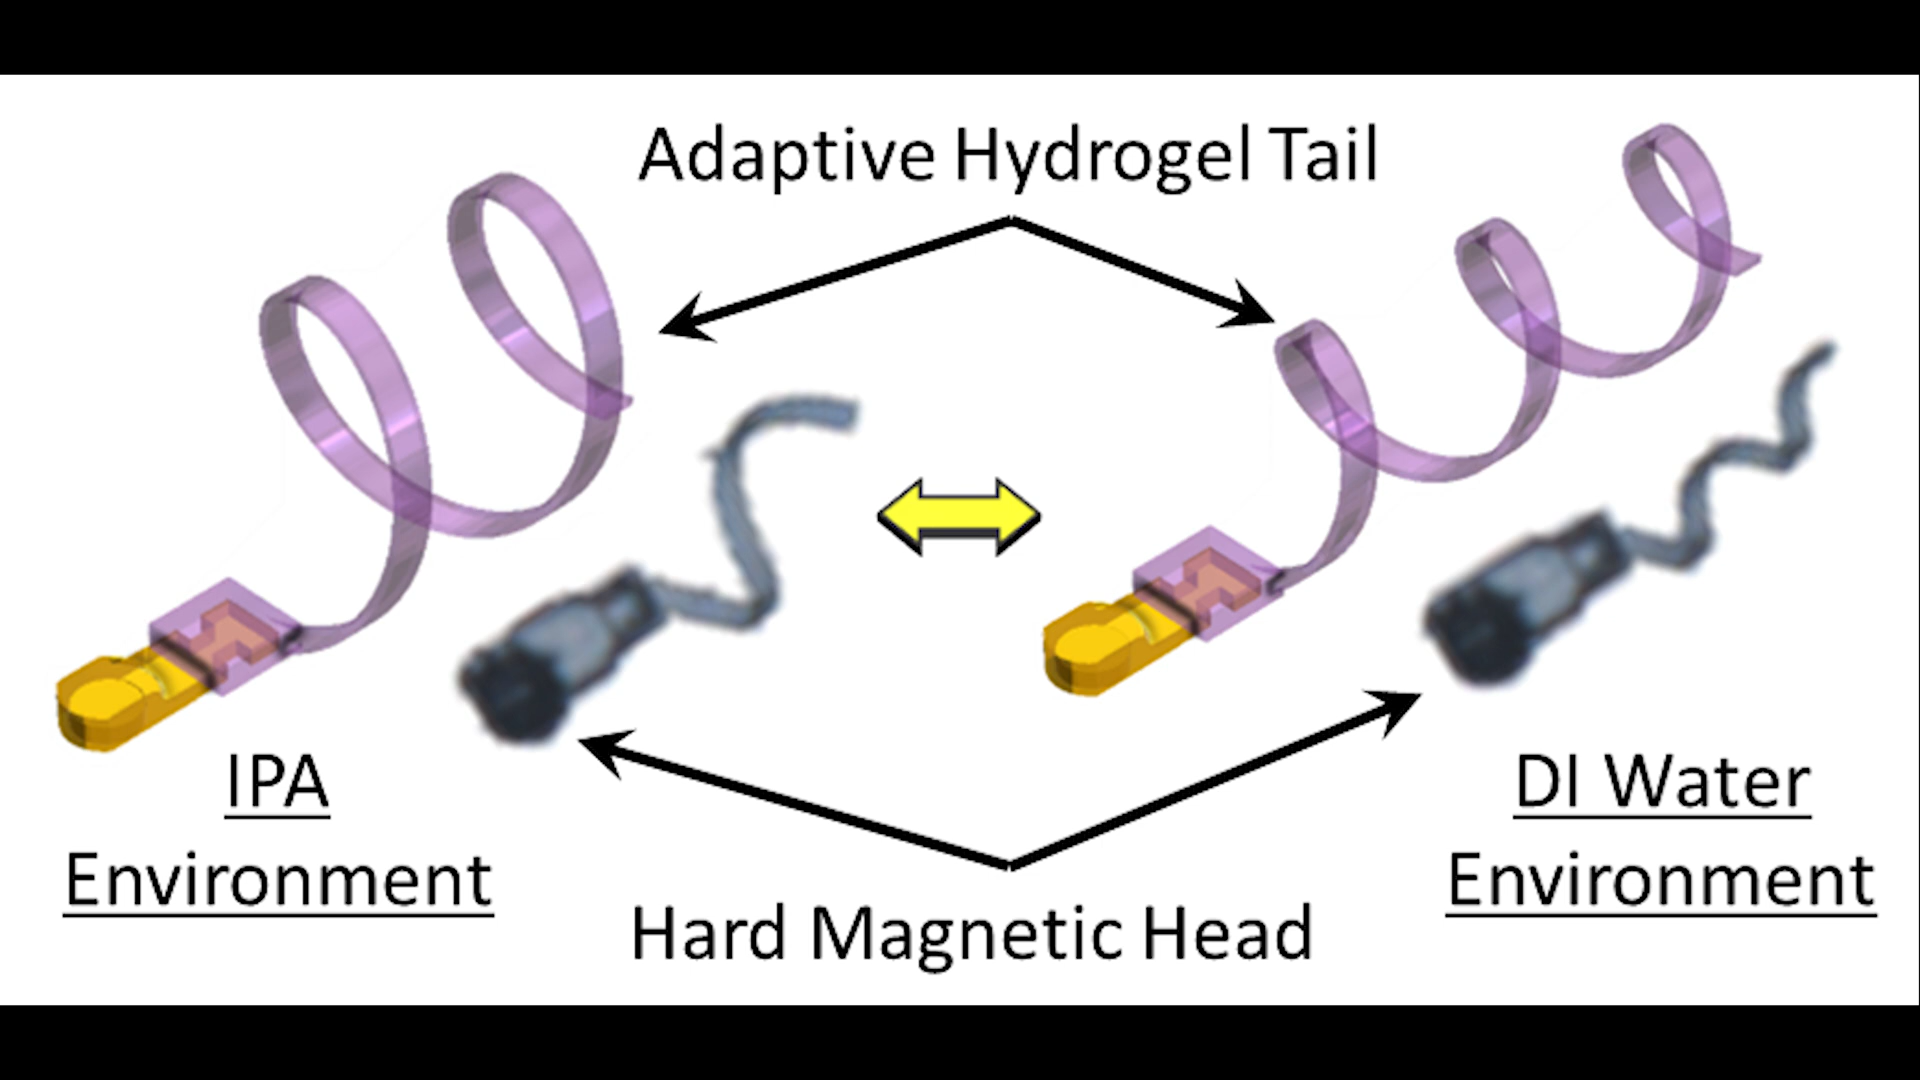 Adaptive Hydrogel Tail
IPA
Environment
DI Water
Environment
Hard Magnetic Head